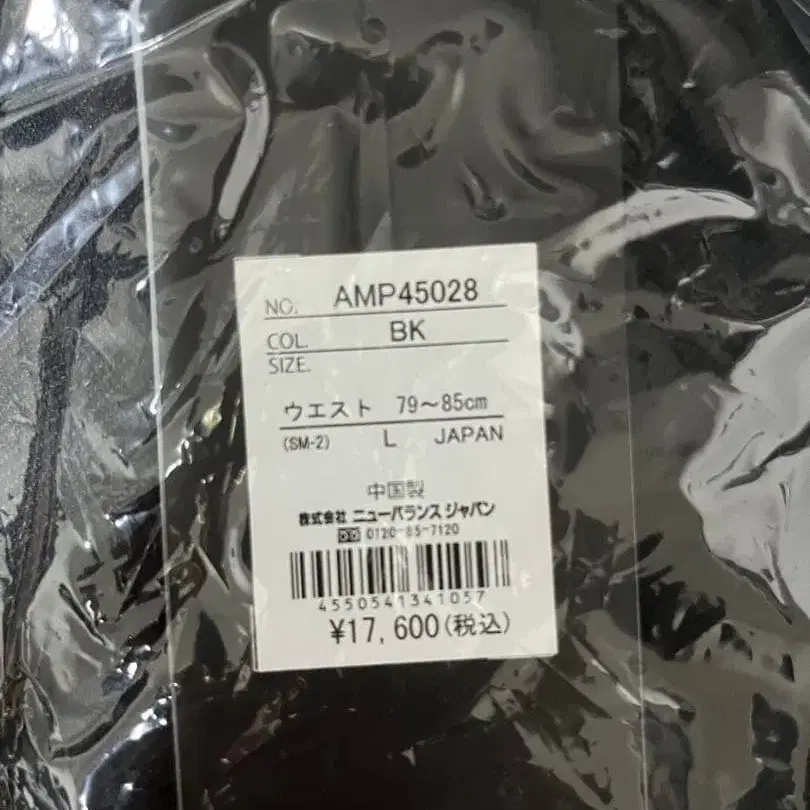 NO. AMP45028
COL. BK
SIZE.
ウエスト 79～85cm
(SM-2) L JAPAN
中国製
株式会社 ニューバランス ジャパン
0120-85-7120
4550541341057
¥17,600(税込)